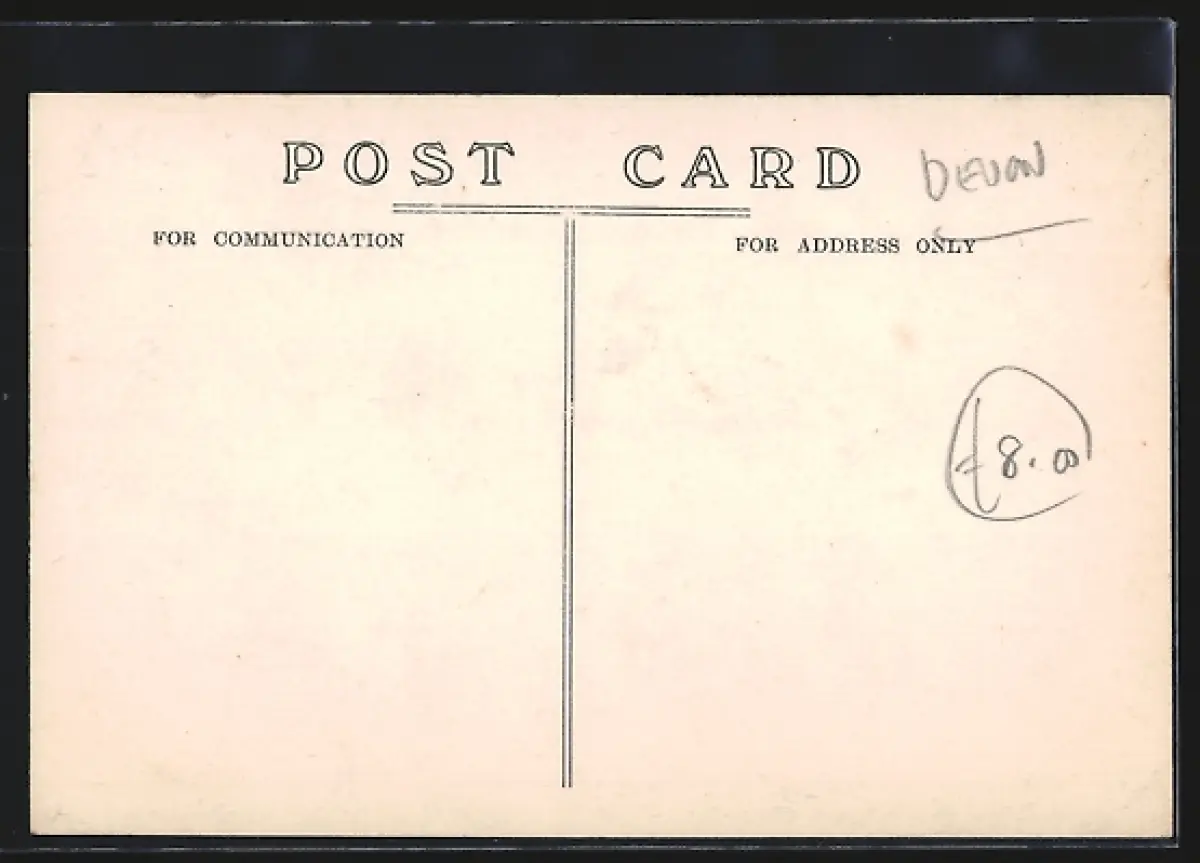 POST CARD
DEVON
FOR COMMUNICATION
FOR ADDRESS ONLY
£8.00